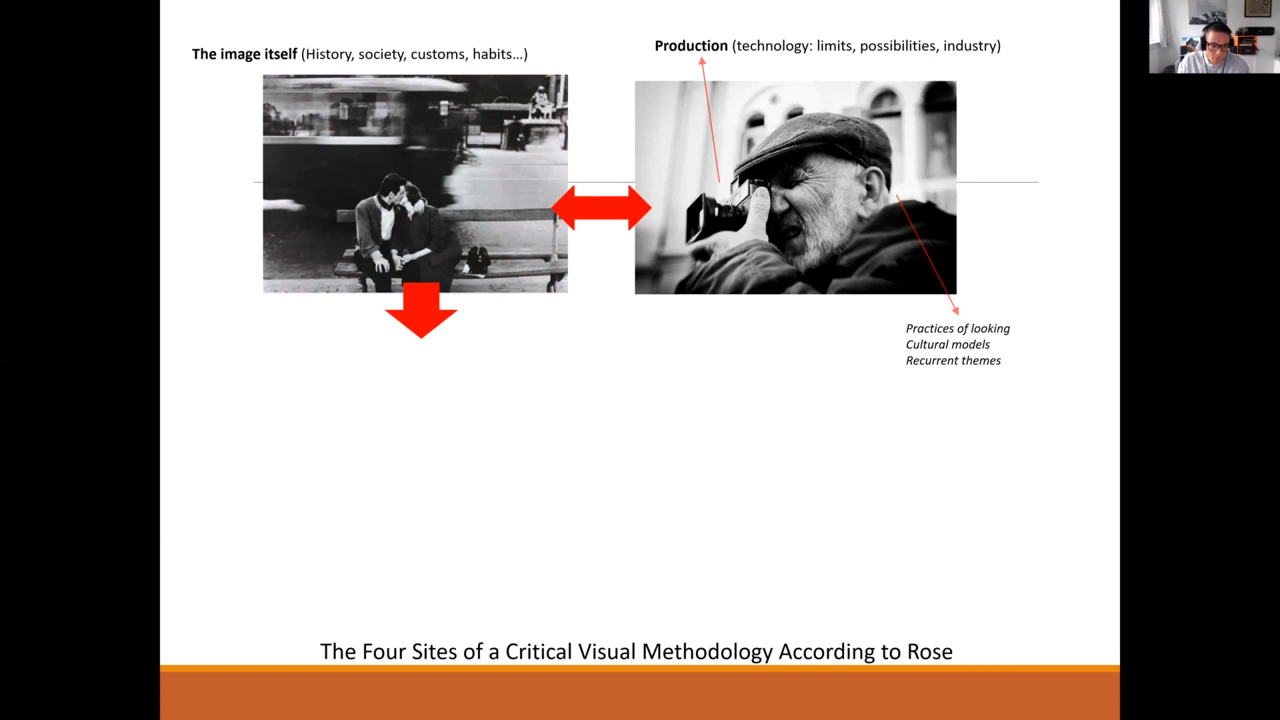 The image itself (History, society, customs, habits...)
Production (technology: limits, possibilities, industry)
Practices of looking
Cultural models
Recurrent themes
The Four Sites of a Critical Visual Methodology According to Rose